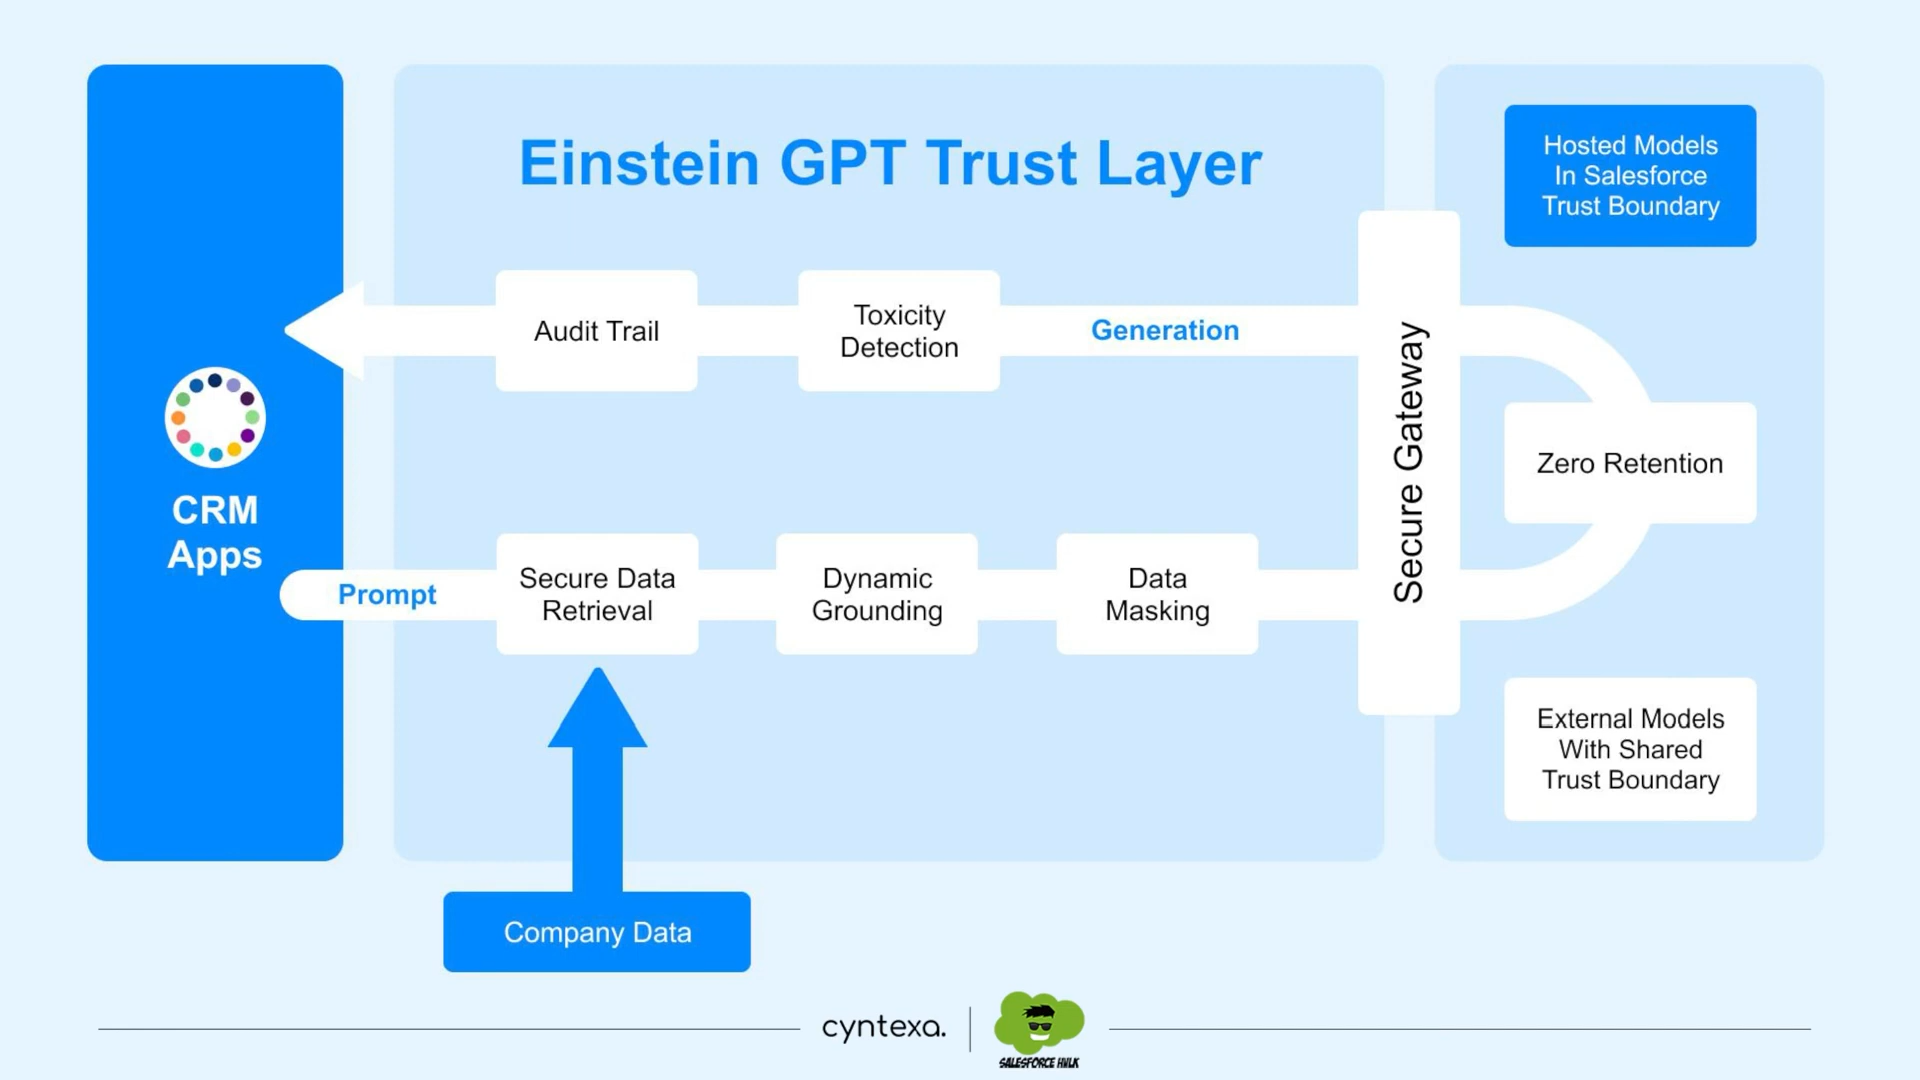 Einstein GPT Trust Layer
Hosted Models
In Salesforce
Trust Boundary
Audit Trail
Toxicity
Detection
Generation
Secure Gateway
Zero Retention
CRM
Apps
Prompt
Secure Data
Retrieval
Dynamic
Grounding
Data
Masking
External Models
With Shared
Trust Boundary
Company Data
cyntexa.
SALESFORCE HULK